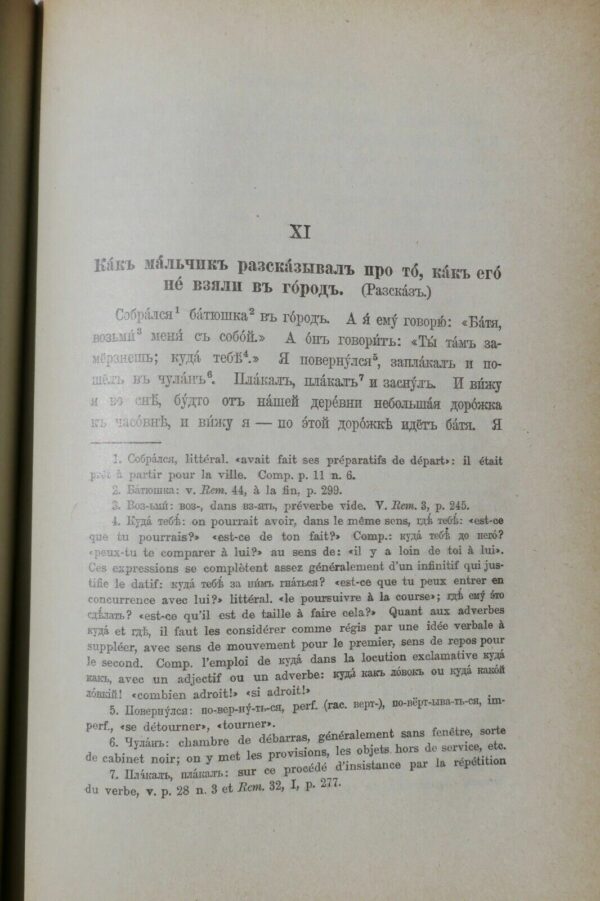 XI
Ка́къ ма́льчикъ разска́зывалъ про то́, ка́къ его́
не́ взяли въ го́родъ. (Разска́зъ.)
Собра́лся¹ ба́тюшка² въ го́родъ. А я́ ему́ говорю́: «Ба́тя,
возьми́³ меня́ съ собо́й.» А о́нъ говори́тъ: «Ты́ та́мъ за-
мёрзнешь; куда́ тебѣ́⁴.» Я́ поверну́лся⁵, запла́калъ и по-
шёлъ въ чула́нъ⁶. Пла́калъ, пла́калъ⁷ и засну́лъ. И ви́жу
я́ во снѣ́, бу́дто отъ на́шей дере́вни небольша́я доро́жка
къ часо́внѣ, и ви́жу я́ — по э́той доро́жкѣ идётъ ба́тя. Я́
1. Собра́лся, littéral. «avait fait ses préparatifs de départ»: il était
prêt à partir pour la ville. Comp. p. 11 n. 6.
2. Ба́тюшка: v. Rem. 44, à la fin, p. 299.
3. Воз-ьми́: воз-, dans вз-ять, préverbe vide. V. Rem. 3, p. 245.
4. Куда́ тебѣ́: on pourrait avoir, dans le même sens, гдѣ́ тебѣ́: «est-ce
que tu pourrais?» «est-ce de ton fait?» Comp.: куда́ тебѣ́ до него́?
«peux-tu te comparer à lui?» au sens de: «il y a loin de toi à lui».
Ces expressions se complètent assez généralement d'un infinitif qui jus-
tifie le datif: куда́ тебѣ́ за ни́мъ гна́ться? «est-ce que tu peux entrer en
concurrence avec lui?» littéral. «le poursuivre à la course»; гдѣ́ ему́ э́то
сдѣ́лать? «est-ce qu'il est de taille à faire cela?» Quant aux adverbes
куда́ et гдѣ́, il faut les considérer comme régis par une idée verbale à
suppléer, avec sens de mouvement pour le premier, sens de repos pour
le second. Comp. l'emploi de куда́ dans la locution exclamative куда́
какъ, avec un adjectif ou un adverbe: куда́ какъ ло́вокъ ou куда́ како́й
ло́вкій! «combien adroit!» «si adroit!»
5. Поверну́лся: по-вер-ну́-ть-ся, perf. (rac. верт-), по-вёрт-ыва-ть-ся, im-
perf., «se détourner», «tourner».
6. Чула́нъ: chambre de débarras, généralement sans fenêtre, sorte
de cabinet noir; on y met les provisions, les objets hors de service, etc.
7. Пла́калъ, пла́калъ: sur ce procédé d'insistance par la répétition
du verbe, v. p. 28 n. 3 et Rem. 32, I, p. 277.